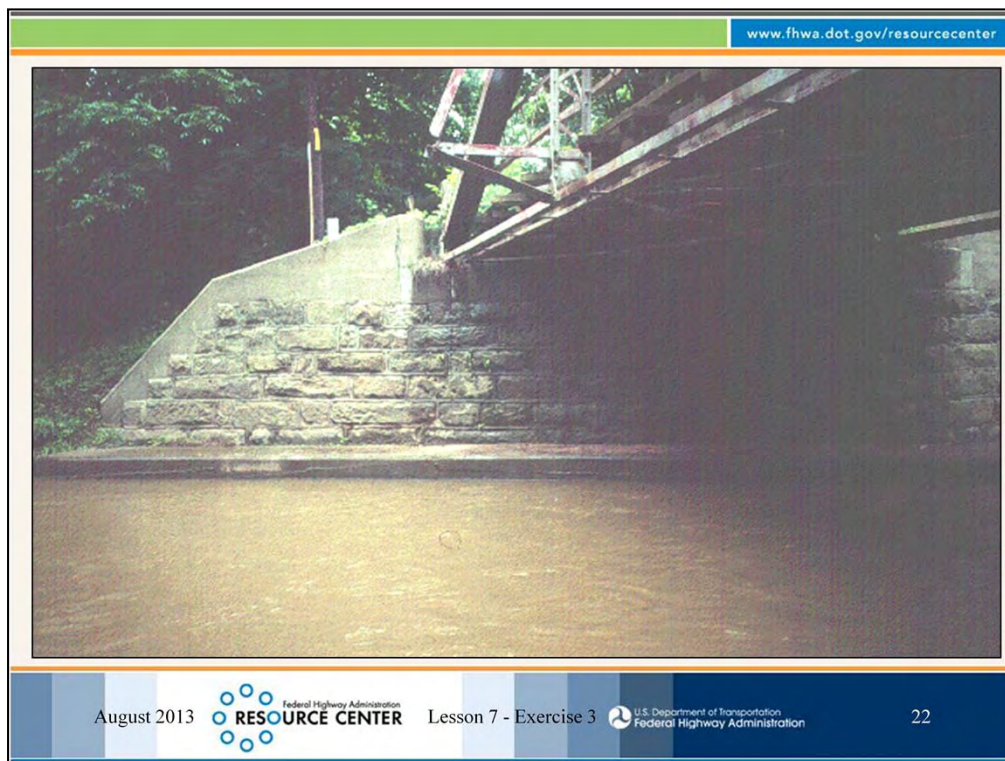 www.fhwa.dot.gov/resourcecenter
August 2013
Federal Highway Administration
RESOURCE CENTER
Lesson 7 - Exercise 3
U.S. Department of Transportation
Federal Highway Administration
22